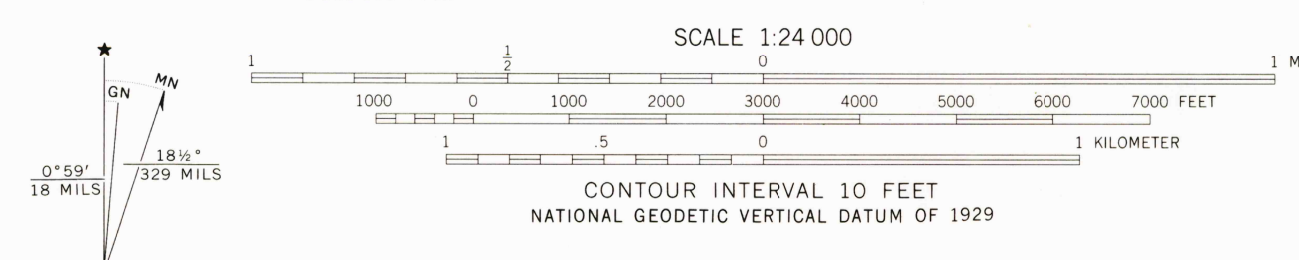 SCALE 1:24 000
1 1/2 0 1 M
1000 0 1000 2000 3000 4000 5000 6000 7000 FEET
1 .5 0 1 KILOMETER
CONTOUR INTERVAL 10 FEET
NATIONAL GEODETIC VERTICAL DATUM OF 1929
★
MN
GN
0°59'
18 MILS
18½°
329 MILS